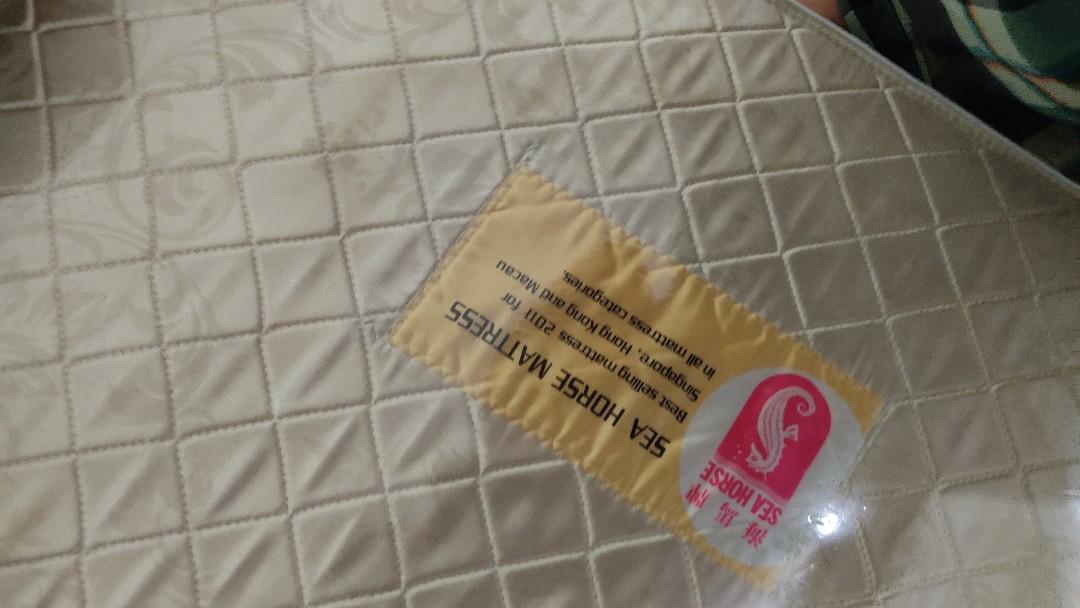 SEA HORSE MATTRESS
Best selling mattress 2011 for
Singapore, Hong Kong and Macau
in all mattress categories.
SEA HORSE
海馬牌